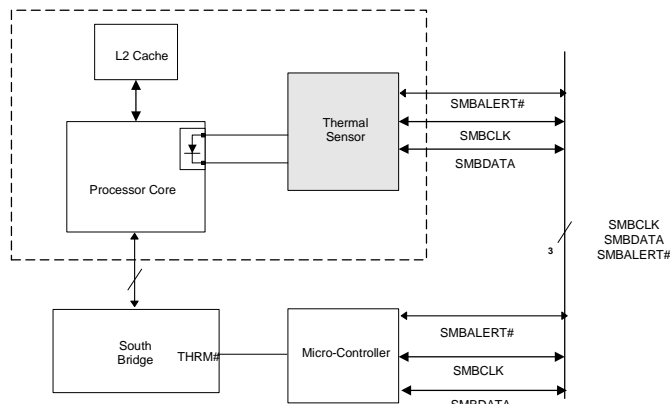 L2 Cache
Processor Core
Thermal
Sensor
SMBALERT#
SMBCLK
SMBDATA
3
SMBCLK
SMBDATA
SMBALERT#
South
Bridge
THRM#
Micro-Controller
SMBALERT#
SMBCLK
SMBDATA